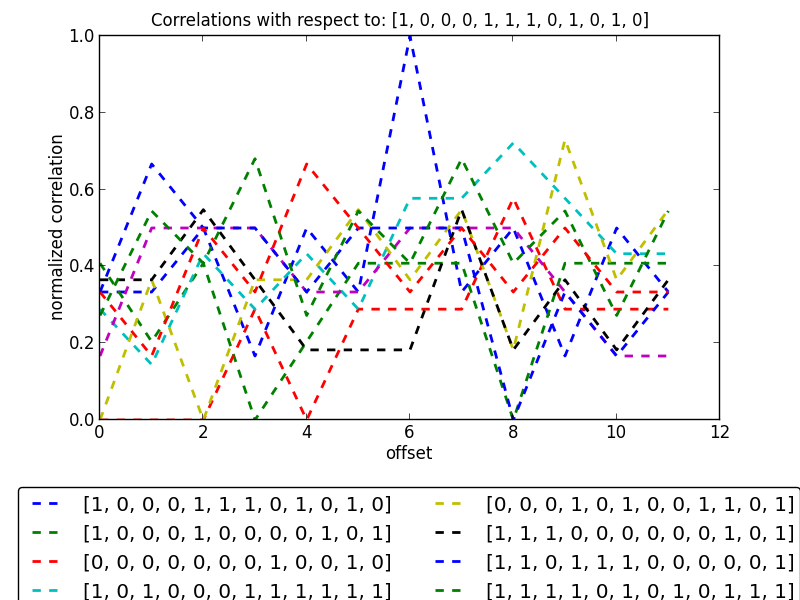 Correlations with respect to: [1, 0, 0, 0, 1, 1, 1, 0, 1, 0, 1, 0]
1.0
0.8
0.6
0.4
0.2
0.0
normalized correlation
0 2 4 6 8 10 12
offset
[1, 0, 0, 0, 1, 1, 1, 0, 1, 0, 1, 0] [0, 0, 0, 1, 0, 1, 0, 0, 1, 1, 0, 1]
[1, 0, 0, 0, 1, 0, 0, 0, 0, 1, 0, 1] [1, 1, 1, 0, 0, 0, 0, 0, 0, 1, 0, 1]
[0, 0, 0, 0, 0, 0, 0, 1, 0, 0, 1, 0] [1, 1, 0, 1, 1, 1, 0, 0, 0, 0, 0, 1]
[1, 0, 1, 0, 0, 0, 1, 1, 1, 1, 1, 1] [1, 1, 1, 1, 0, 1, 0, 1, 0, 1, 1, 1]